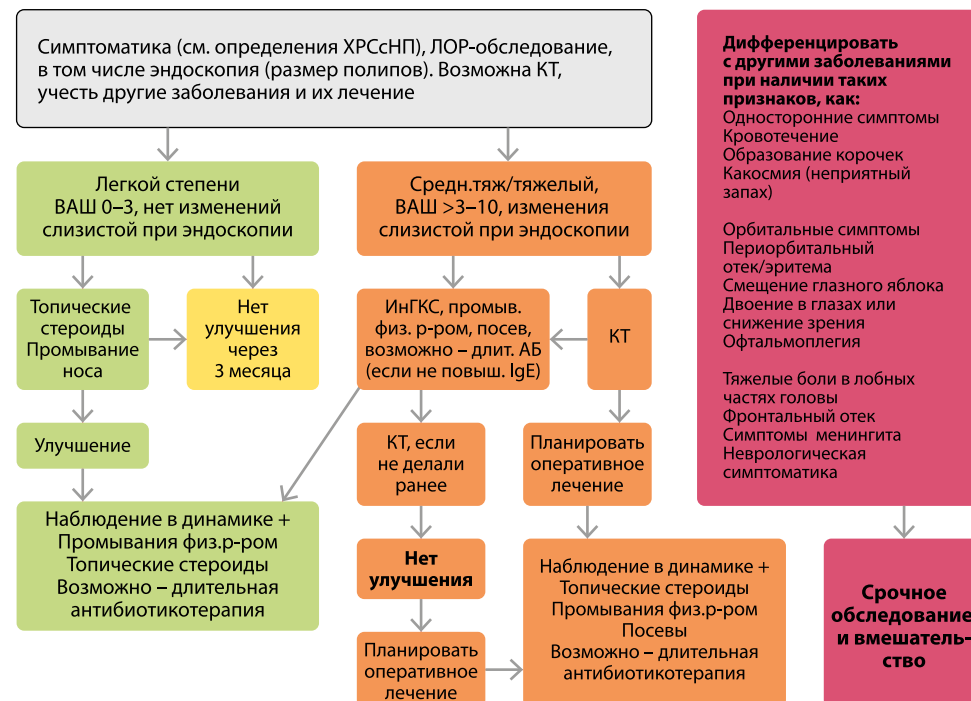 Симптоматика (см. определения ХРСсНП), ЛОР-обследование,
в том числе эндоскопия (размер полипов). Возможна КТ,
учесть другие заболевания и их лечение
Легкой степени
ВАШ 0–3, нет изменений
слизистой при эндоскопии
Средн.тяж/тяжелый,
ВАШ >3–10, изменения
слизистой при эндоскопии
Топические
стероиды
Промывание
носа
Нет
улучшения
через
3 месяца
ИнГКС, промыв.
физ. р-ром, посев,
возможно – длит. АБ
(если не повыш. IgE)
КТ
Улучшение
КТ, если
не делали
ранее
Планировать
оперативное
лечение
Наблюдение в динамике +
Промывания физ.р-ром
Топические стероиды
Возможно – длительная
антибиотикотерапия
Нет
улучшения
Планировать
оперативное
лечение
Наблюдение в динамике +
Топические стероиды
Промывания физ.р-ром
Посевы
Возможно – длительная
антибиотикотерапия
Дифференцировать
с другими заболеваниями
при наличии таких
признаков, как:
Односторонние симптомы
Кровотечение
Образование корочек
Какосмия (неприятный
запах)
Орбитальные симптомы
Периорбитальный
отек/эритема
Смещение глазного яблока
Двоение в глазах или
снижение зрения
Офтальмоплегия
Тяжелые боли в лобных
частях головы
Фронтальный отек
Симптомы менингита
Неврологическая
симптоматика
Срочное
обследование
и вмешатель-
ство